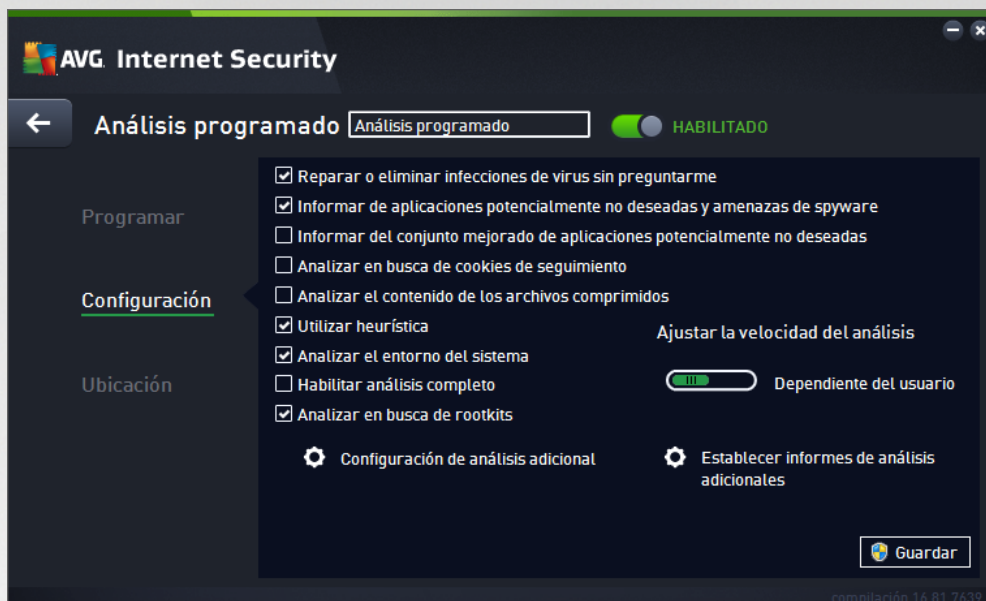 AVG. Internet Security
Análisis programado
Análisis programado
HABILITADO
Programar
Configuración
Ubicación
Reparar o eliminar infecciones de virus sin preguntarme
Informar de aplicaciones potencialmente no deseadas y amenazas de spyware
Informar del conjunto mejorado de aplicaciones potencialmente no deseadas
Analizar en busca de cookies de seguimiento
Analizar el contenido de los archivos comprimidos
Utilizar heurística
Analizar el entorno del sistema
Habilitar análisis completo
Analizar en busca de rootkits
Ajustar la velocidad del análisis
Dependiente del usuario
Configuración de análisis adicional
Establecer informes de análisis
adicionales
Guardar
compilación 16.81.7639